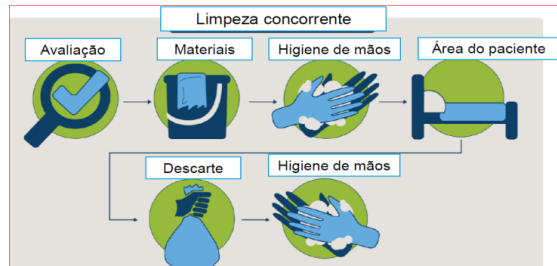 Limpeza concorrente
Avaliação
Materiais
Higiene de mãos
Área do paciente
Descarte
Higiene de mãos